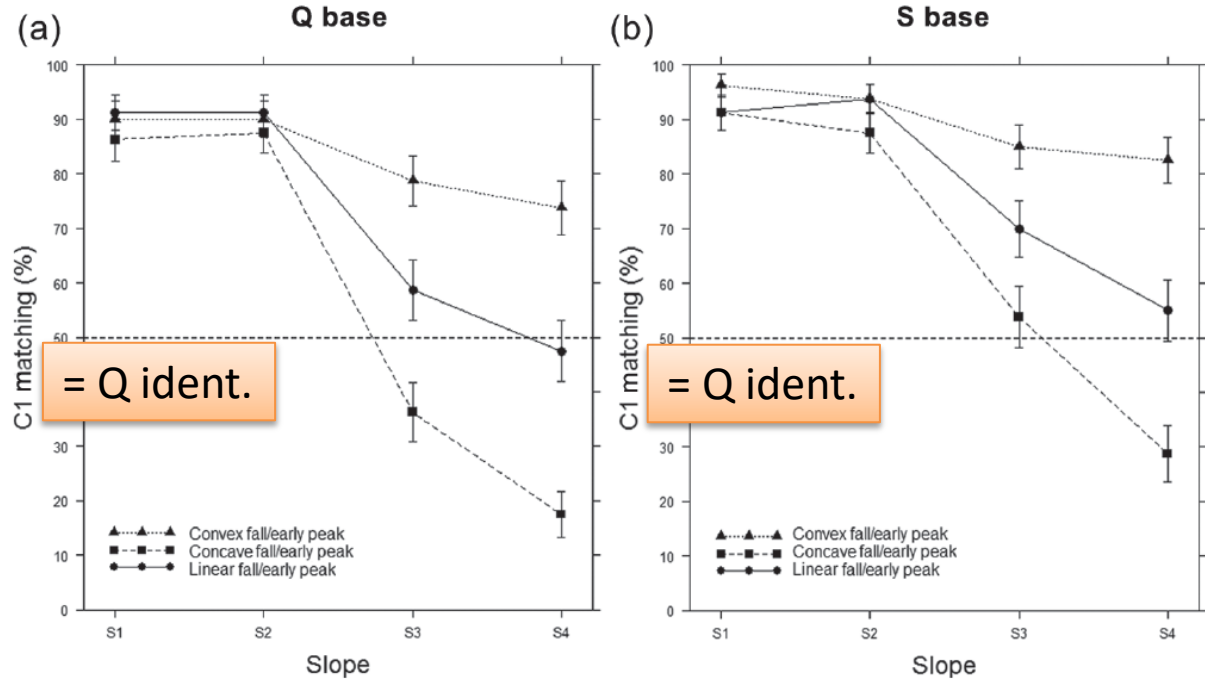 (a)
Q base
100
90
80
70
60
50
30
20
10
0
C1 matching (%)
= Q ident.
Convex fall/early peak
Concave fall/early peak
Linear fall/early peak
S1 S2 S3 S4
Slope
(b)
S base
100
90
80
70
60
50
30
20
10
0
C1 matching (%)
= Q ident.
Convex fall/early peak
Concave fall/early peak
Linear fall/early peak
S1 S2 S3 S4
Slope